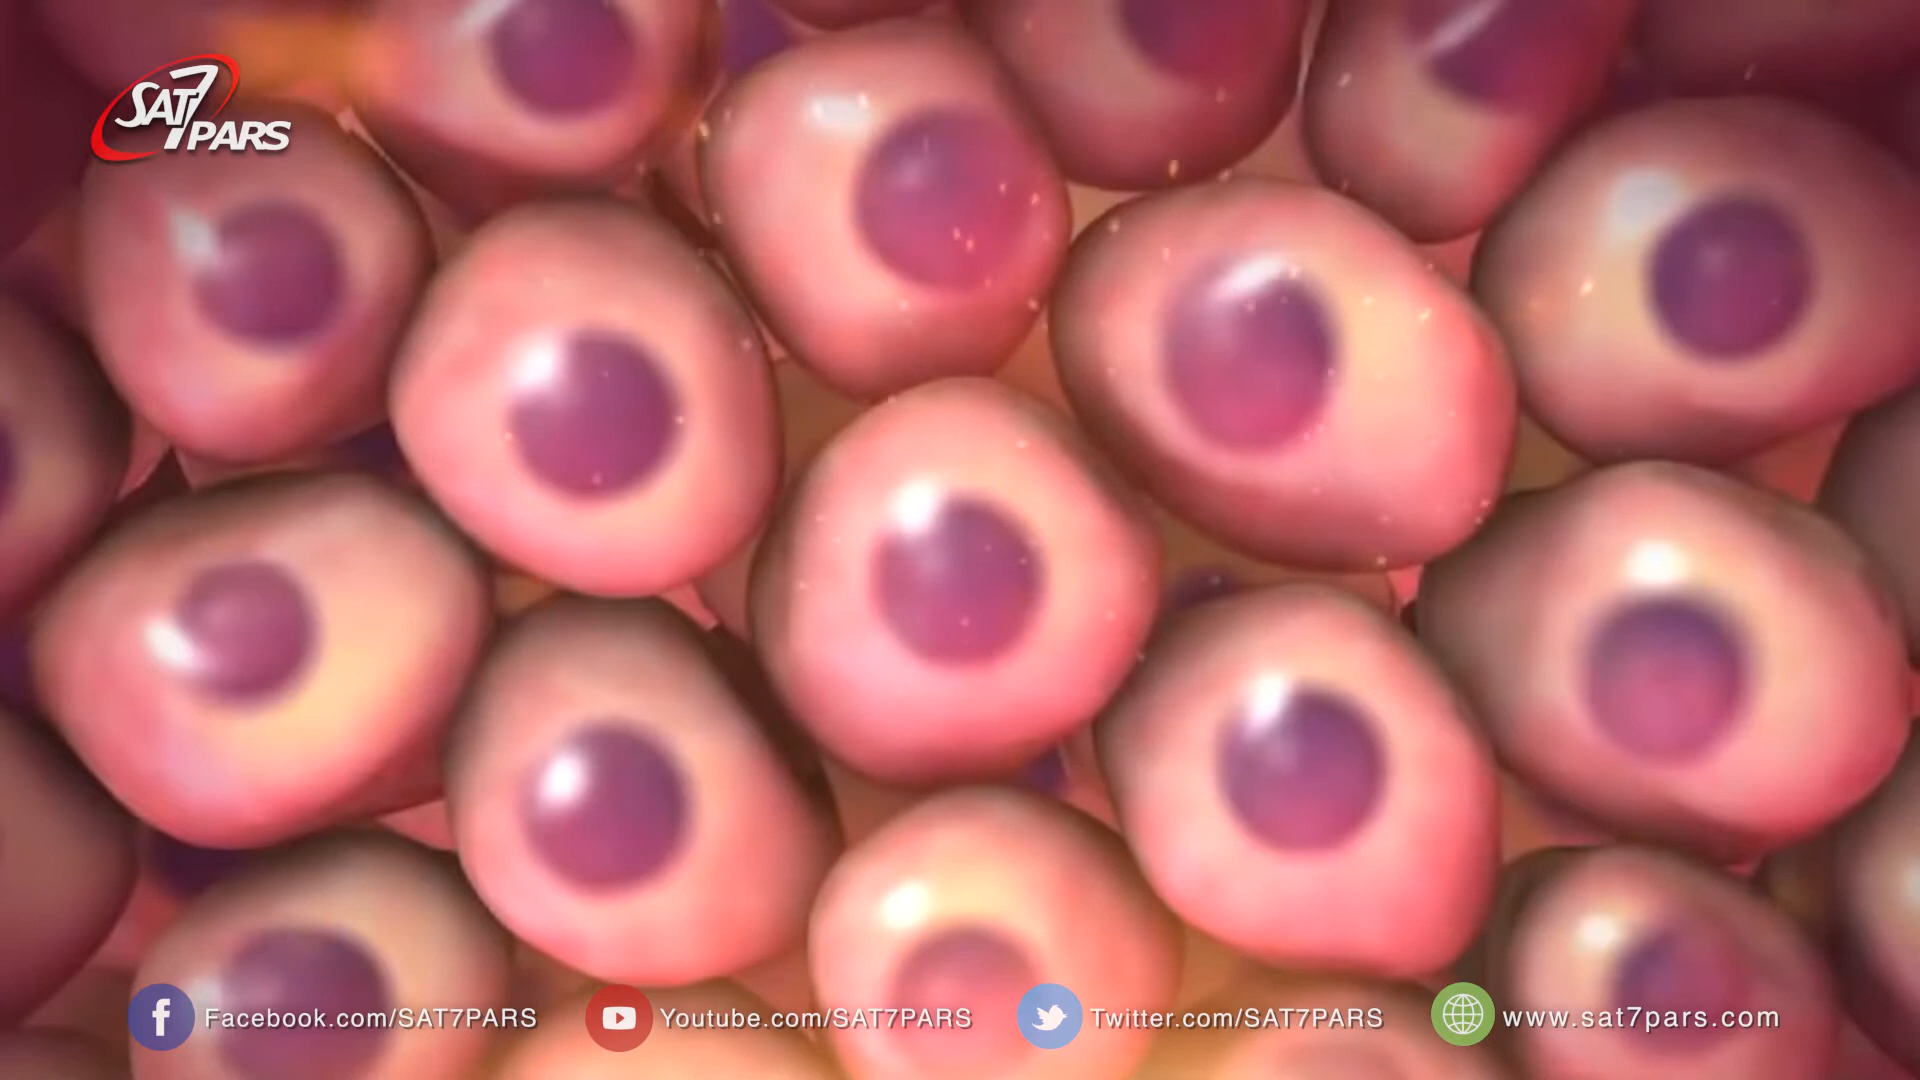 SAT7
PARS
Facebook.com/SAT7PARS
Youtube.com/SAT7PARS
Twitter.com/SAT7PARS
www.sat7pars.com